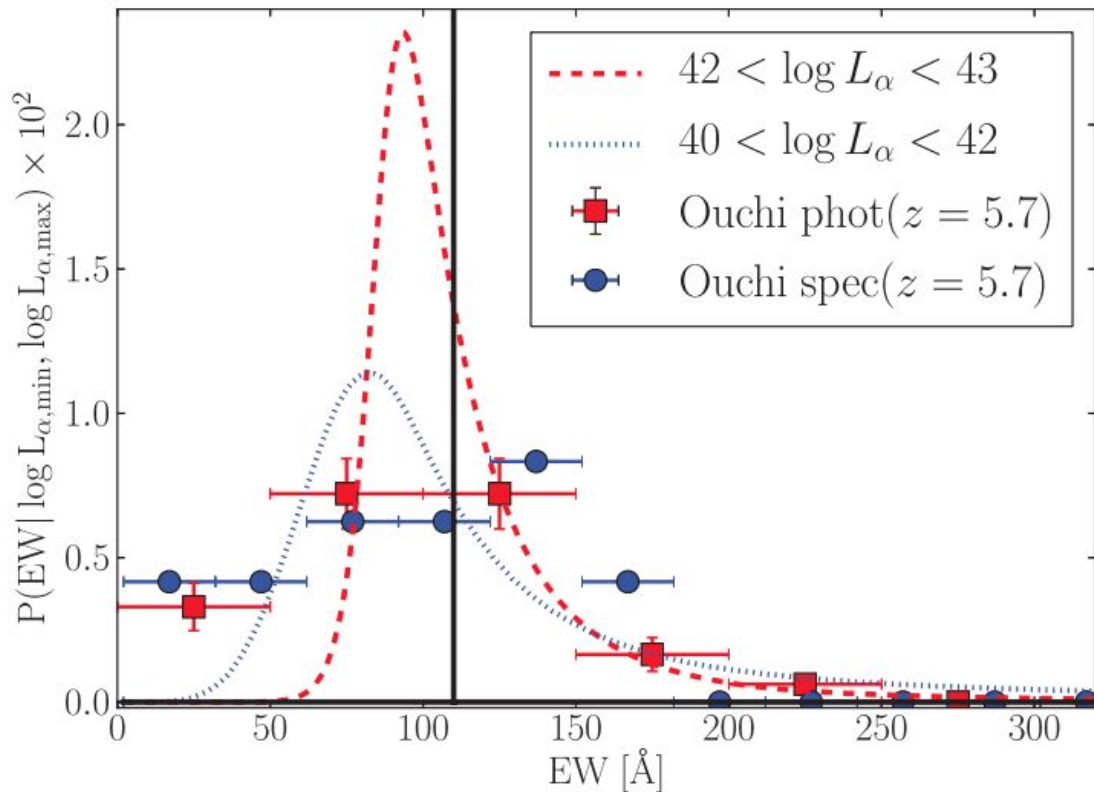 P(EW| log L_α,min, log L_α,max) × 10²
2.0
1.5
1.0
0.5
0.0
42 < log L_α < 43
40 < log L_α < 42
Ouchi phot(z = 5.7)
Ouchi spec(z = 5.7)
0 50 100 150 200 250 300
EW [Å]